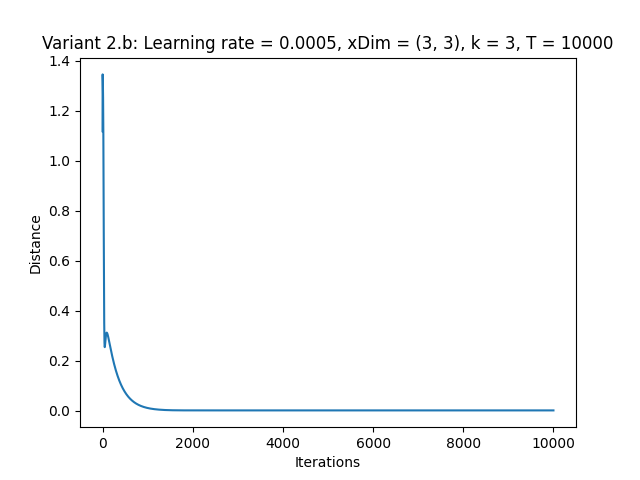 Variant 2.b: Learning rate = 0.0005, xDim = (3, 3), k = 3, T = 10000
1.4
1.2
1.0
0.8
0.6
0.4
0.2
0.0
Distance
0 2000 4000 6000 8000 10000
Iterations